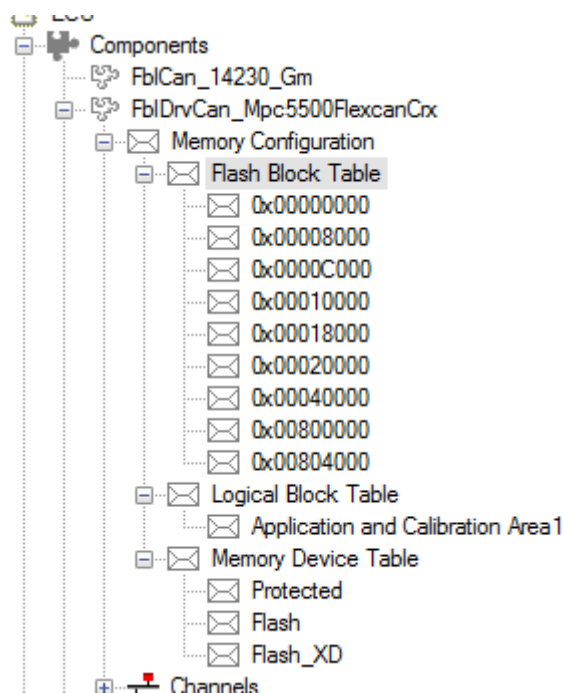 ECU
Components
FblCan_14230_Gm
FblDrvCan_Mpc5500FlexcanCrx
Memory Configuration
Flash Block Table
0x00000000
0x00008000
0x0000C000
0x00010000
0x00018000
0x00020000
0x00040000
0x00800000
0x00804000
Logical Block Table
Application and Calibration Area1
Memory Device Table
Protected
Flash
Flash_XD
Channels